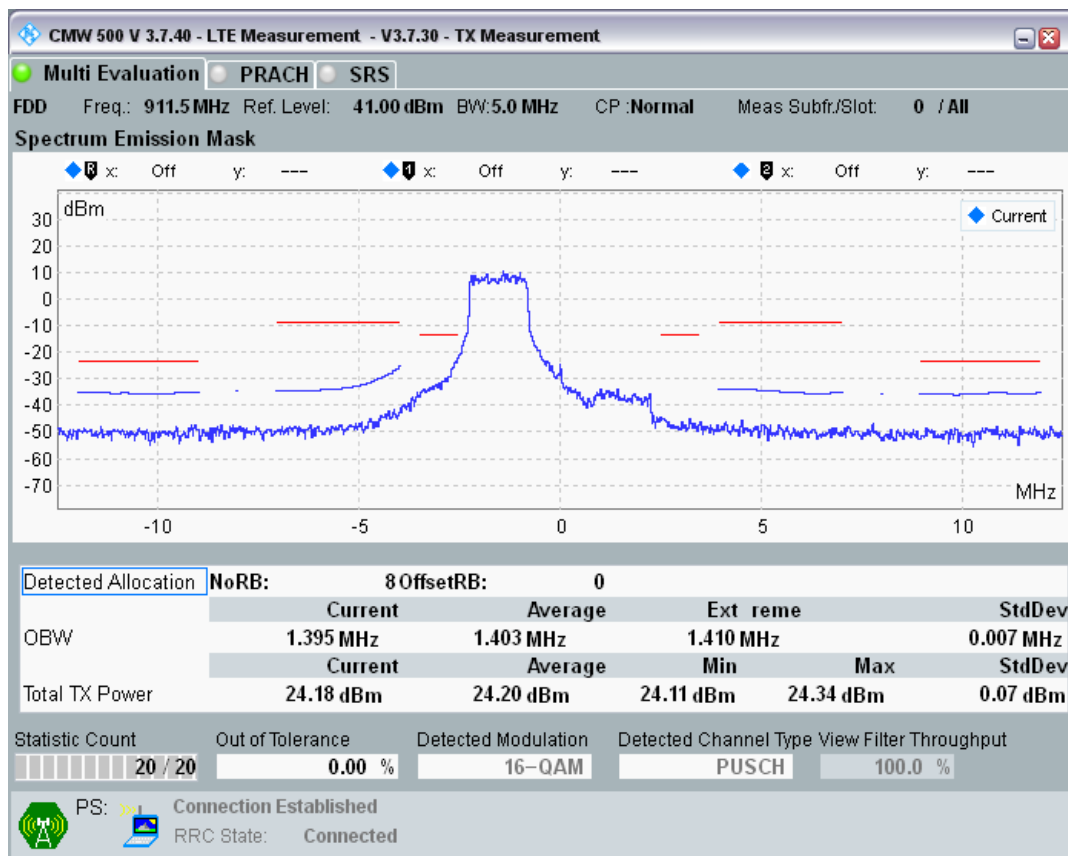 CMW 500 V 3.7.40 - LTE Measurement - V3.7.30 - TX Measurement
Multi Evaluation PRACH SRS
FDD Freq.: 911.5 MHz Ref. Level: 41.00 dBm BW:5.0 MHz CP :Normal Meas Subfr./Slot: 0 / All
Spectrum Emission Mask
R x: Off y: --- 1 x: Off y: --- 2 x: Off y: ---
dBm
Current
30
20
10
0
-10
-20
-30
-40
-50
-60
-70
MHz
-10 -5 0 5 10
Detected Allocation NoRB: 8 OffsetRB: 0
Current Average Ext reme StdDev
OBW 1.395 MHz 1.403 MHz 1.410 MHz 0.007 MHz
Current Average Min Max StdDev
Total TX Power 24.18 dBm 24.20 dBm 24.11 dBm 24.34 dBm 0.07 dBm
Statistic Count Out of Tolerance Detected Modulation Detected Channel Type View Filter Throughput
20 / 20 0.00 % 16-QAM PUSCH 100.0 %
PS: Connection Established
RRC State: Connected